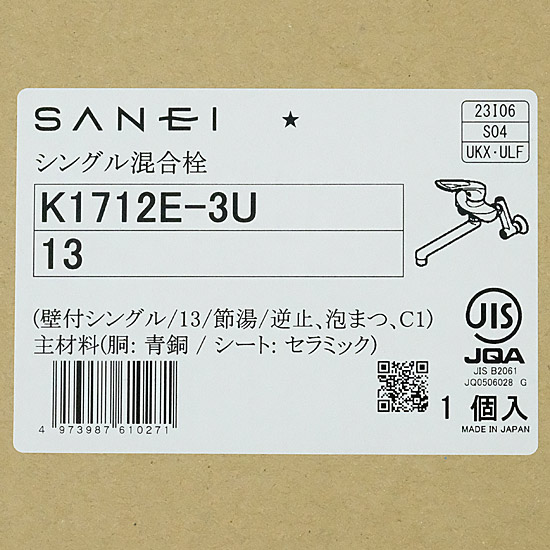 SANEI ★
23I06
S04
UKX・ULF
シングル混合栓
K1712E-3U
13
(壁付シングル/13/節湯/逆止、泡まつ、C1)
主材料(胴: 青銅 / シート: セラミック)
JIS
JQA
JIS B2061
JQ0506028 G
4 973987 610271
1 個入
MADE IN JAPAN